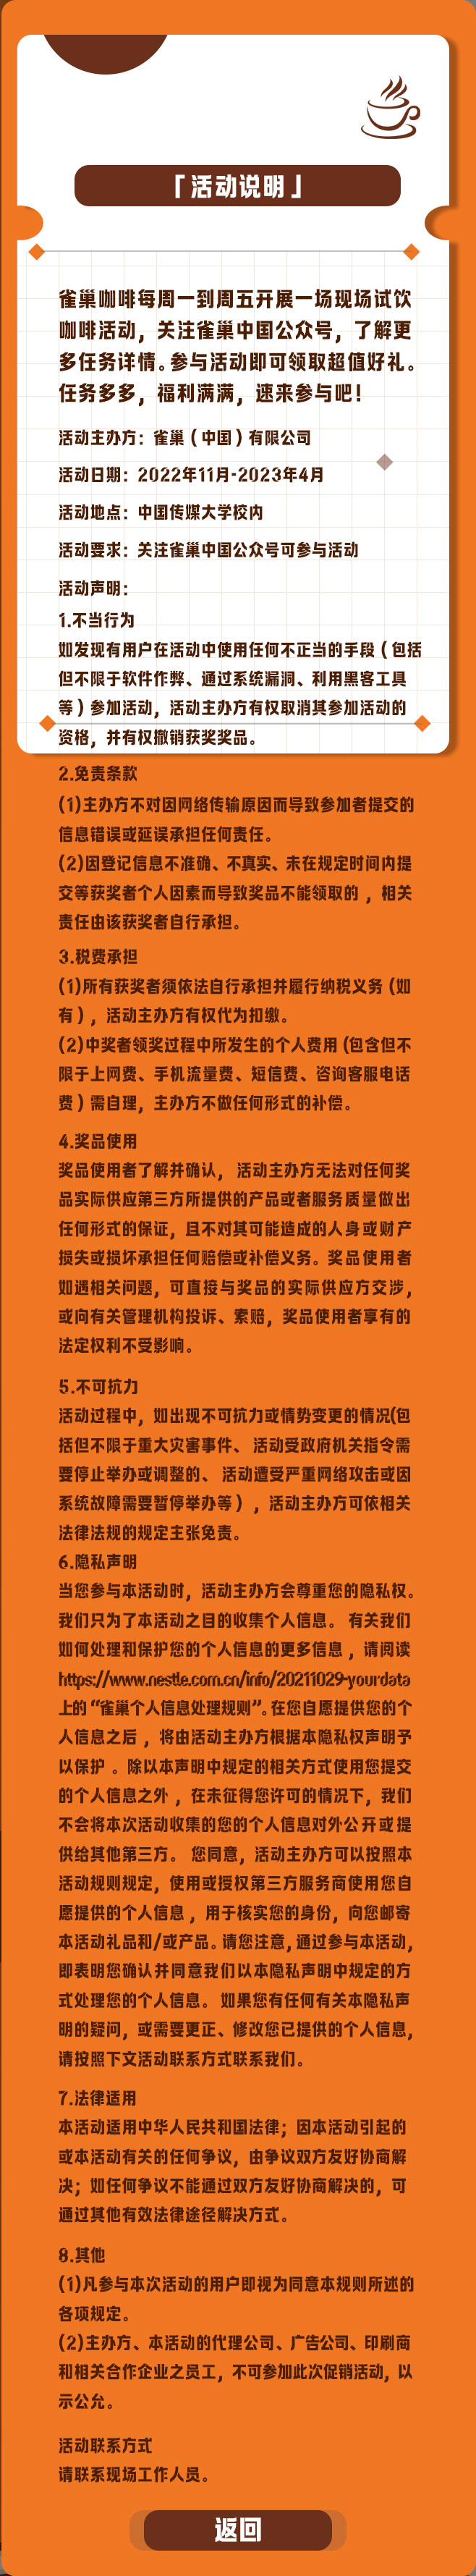 「活动说明」
雀巢咖啡每周一到周五开展一场现场试饮
咖啡活动，关注雀巢中国公众号，了解更
多任务详情。参与活动即可领取超值好礼。
任务多多，福利满满，速来参与吧！
活动主办方：雀巢（中国）有限公司
活动日期：2022年11月-2023年4月
活动地点：中国传媒大学校内
活动要求：关注雀巢中国公众号可参与活动
活动声明：
1.不当行为
如发现有用户在活动中使用任何不正当的手段（包括
但不限于软件作弊、通过系统漏洞、利用黑客工具
等）参加活动，活动主办方有权取消其参加活动的
资格，并有权撤销获奖奖品。
2.免责条款
(1)主办方不对因网络传输原因而导致参加者提交的
信息错误或延误承担任何责任。
(2)因登记信息不准确、不真实、未在规定时间内提
交等获奖者个人因素而导致奖品不能领取的，相关
责任由该获奖者自行承担。
3.税费承担
(1)所有获奖者须依法自行承担并履行纳税义务（如
有），活动主办方有权代为扣缴。
(2)中奖者领奖过程中所发生的个人费用（包含但不
限于上网费、手机流量费、短信费、咨询客服电话
费）需自理，主办方不做任何形式的补偿。
4.奖品使用
奖品使用者了解并确认， 活动主办方无法对任何奖
品实际供应第三方所提供的产品或者服务质量做出
任何形式的保证，且不对其可能造成的人身或财产
损失或损坏承担任何赔偿或补偿义务。奖品使用者
如遇相关问题，可直接与奖品的实际供应方交涉，
或向有关管理机构投诉、索赔，奖品使用者享有的
法定权利不受影响。
5.不可抗力
活动过程中，如出现不可抗力或情势变更的情况(包
括但不限于重大灾害事件、 活动受政府机关指令需
要停止举办或调整的、 活动遭受严重网络攻击或因
系统故障需要暂停举办等），活动主办方可依相关
法律法规的规定主张免责。
6.隐私声明
当您参与本活动时，活动主办方会尊重您的隐私权。
我们只为了本活动之目的收集个人信息。 有关我们
如何处理和保护您的个人信息的更多信息，请阅读
https://www.nestle.com.cn/info/20211029-yourdata
上的“雀巢个人信息处理规则”。在您自愿提供您的个
人信息之后，将由活动主办方根据本隐私权声明予
以保护 。除以本声明中规定的相关方式使用您提交
的个人信息之外，在未征得您许可的情况下，我们
不会将本次活动收集的您的个人信息对外公开或提
供给其他第三方。 您同意，活动主办方可以按照本
活动规则规定，使用或授权第三方服务商使用您自
愿提供的个人信息，用于核实您的身份，向您邮寄
本活动礼品和/或产品。请您注意，通过参与本活动，
即表明您确认并同意我们以本隐私声明中规定的方
式处理您的个人信息。 如果您有任何有关本隐私声
明的疑问，或需要更正、修改您已提供的个人信息，
请按照下文活动联系方式联系我们。
7.法律适用
本活动适用中华人民共和国法律；因本活动引起的
或本活动有关的任何争议，由争议双方友好协商解
决；如任何争议不能通过双方友好协商解决的，可
通过其他有效法律途径解决方式。
8.其他
(1)凡参与本次活动的用户即视为同意本规则所述的
各项规定。
(2)主办方、本活动的代理公司、广告公司、印刷商
和相关合作企业之员工，不可参加此次促销活动，以
示公允。
活动联系方式
请联系现场工作人员。
返回